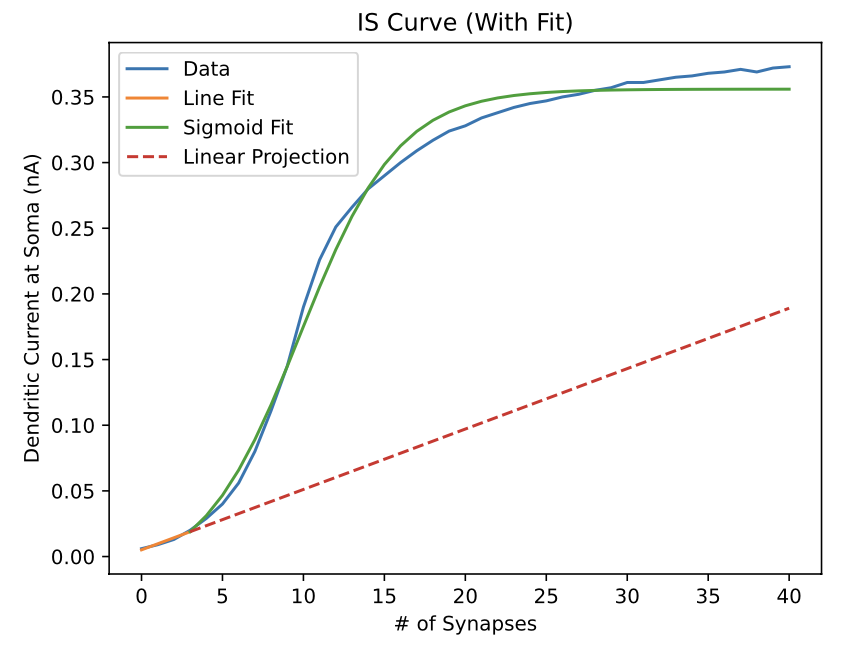 IS Curve (With Fit)
Data
Line Fit
Sigmoid Fit
Linear Projection
Dendritic Current at Soma (nA)
0.35
0.30
0.25
0.20
0.15
0.10
0.05
0.00
0 5 10 15 20 25 30 35 40
# of Synapses